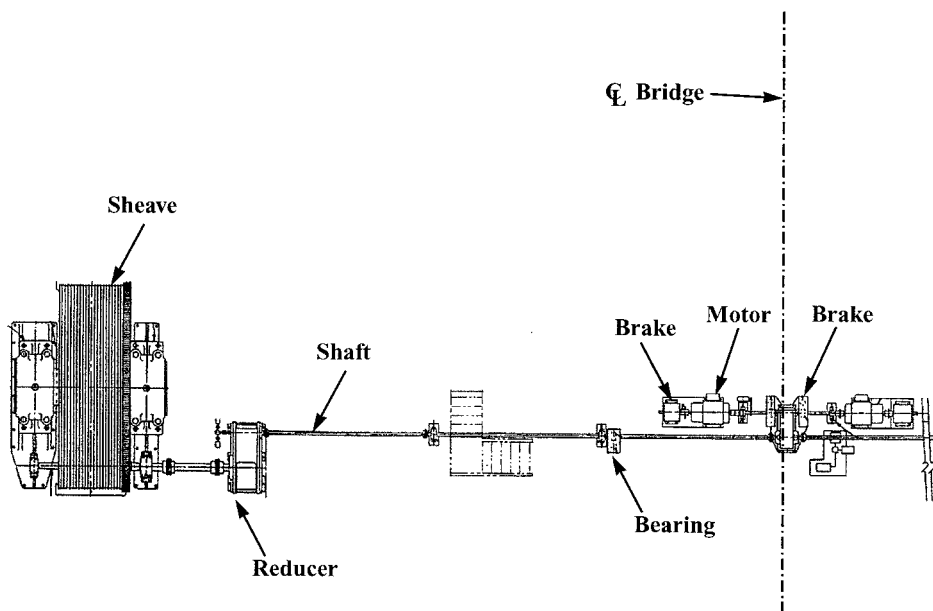 ℄ Bridge
Sheave
Brake
Motor
Brake
Shaft
Bearing
Reducer